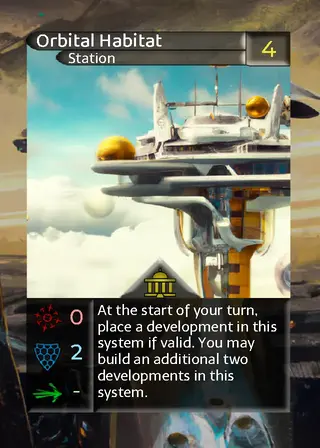 Orbital Habitat
4
Station
0
2
-
At the start of your turn,
place a development in this
system if valid. You may
build an additional two
developments in this
system.